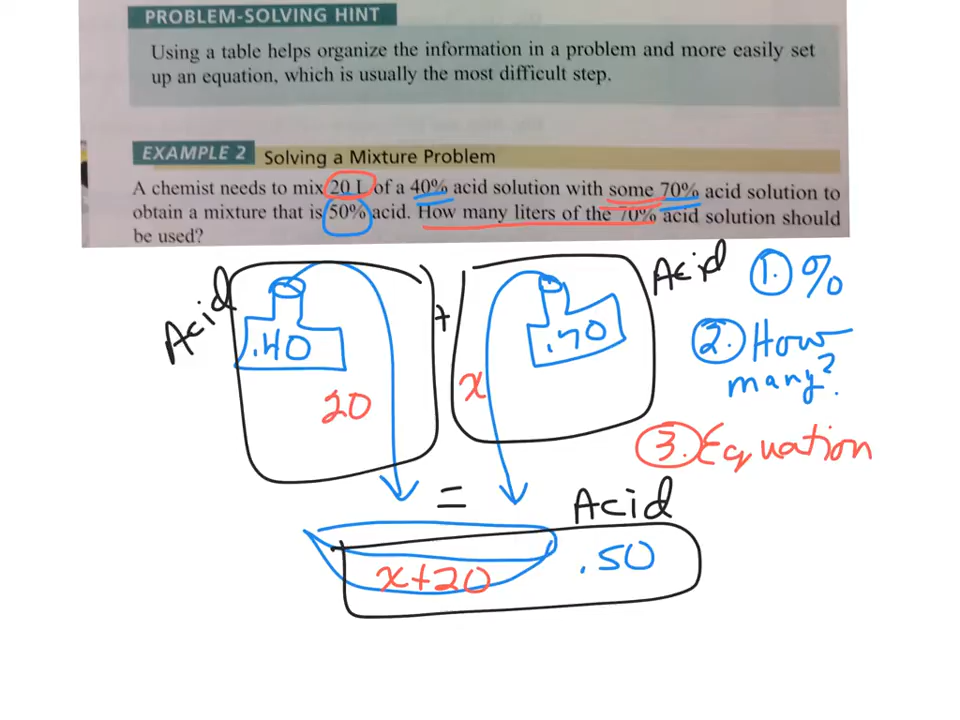 PROBLEM-SOLVING HINT
Using a table helps organize the information in a problem and more easily set
up an equation, which is usually the most difficult step.
EXAMPLE 2 Solving a Mixture Problem
A chemist needs to mix 20 L of a 40% acid solution with some 70% acid solution to
obtain a mixture that is 50% acid. How many liters of the 70% acid solution should
be used?
Acid
.40
20
+
x
.70
Acid
1. %
2. How
many?
3. Equation
=
Acid
x+20
.50